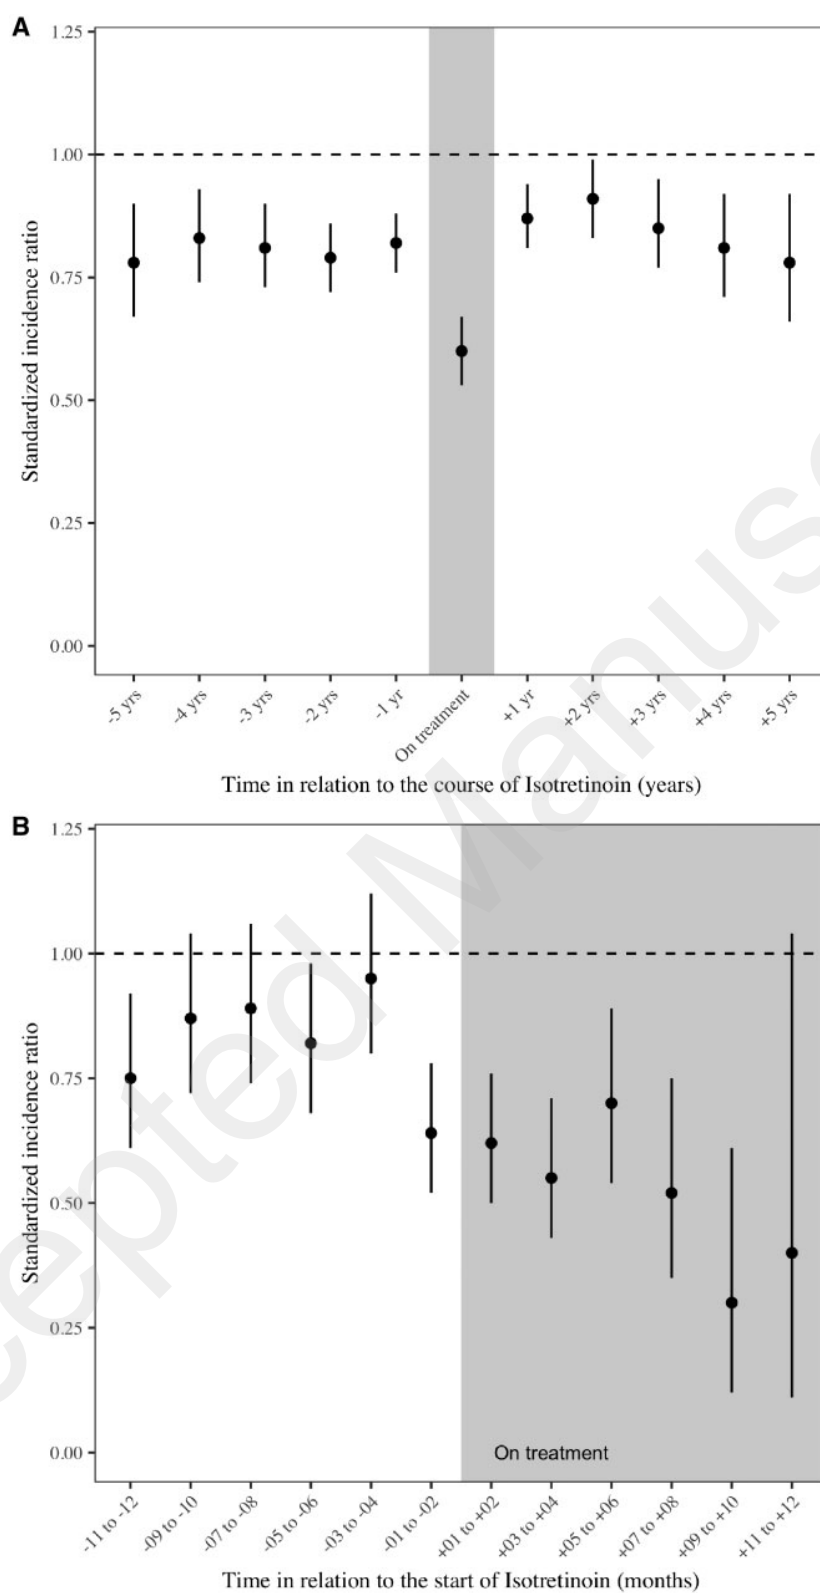 A
1.25
1.00
0.75
0.50
0.25
0.00
Standardized incidence ratio
-5 yrs
-4 yrs
-3 yrs
-2 yrs
-1 yr
On treatment
+1 yr
+2 yrs
+3 yrs
+4 yrs
+5 yrs
Time in relation to the course of Isotretinoin (years)
B
1.25
1.00
0.75
0.50
0.25
0.00
Standardized incidence ratio
On treatment
-11 to -12
-09 to -10
-07 to -08
-05 to -06
-03 to -04
-01 to -02
+01 to +02
+03 to +04
+05 to +06
+07 to +08
+09 to +10
+11 to +12
Time in relation to the start of Isotretinoin (months)